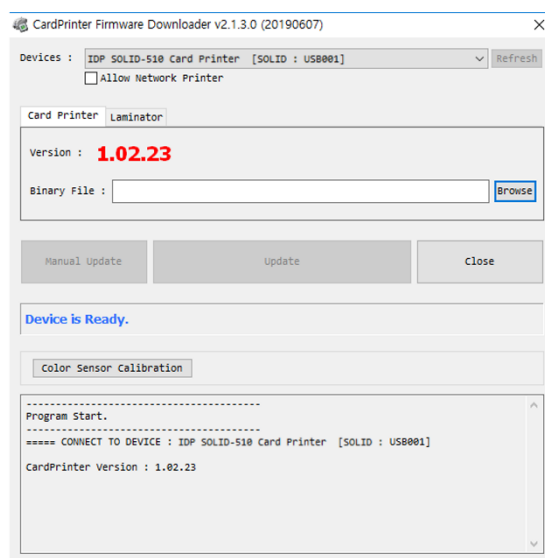 CardPrinter Firmware Downloader v2.1.3.0 (20190607)
Devices : IDP SOLID-510 Card Printer [SOLID : USB001] Refresh
Allow Network Printer
Card Printer Laminator
Version : 1.02.23
Binary File : Browse
Manual Update Update Close
Device is Ready.
Color Sensor Calibration
----------------------------------------
Program Start.
----------------------------------------
===== CONNECT TO DEVICE : IDP SOLID-510 Card Printer [SOLID : USB001]
CardPrinter Version : 1.02.23